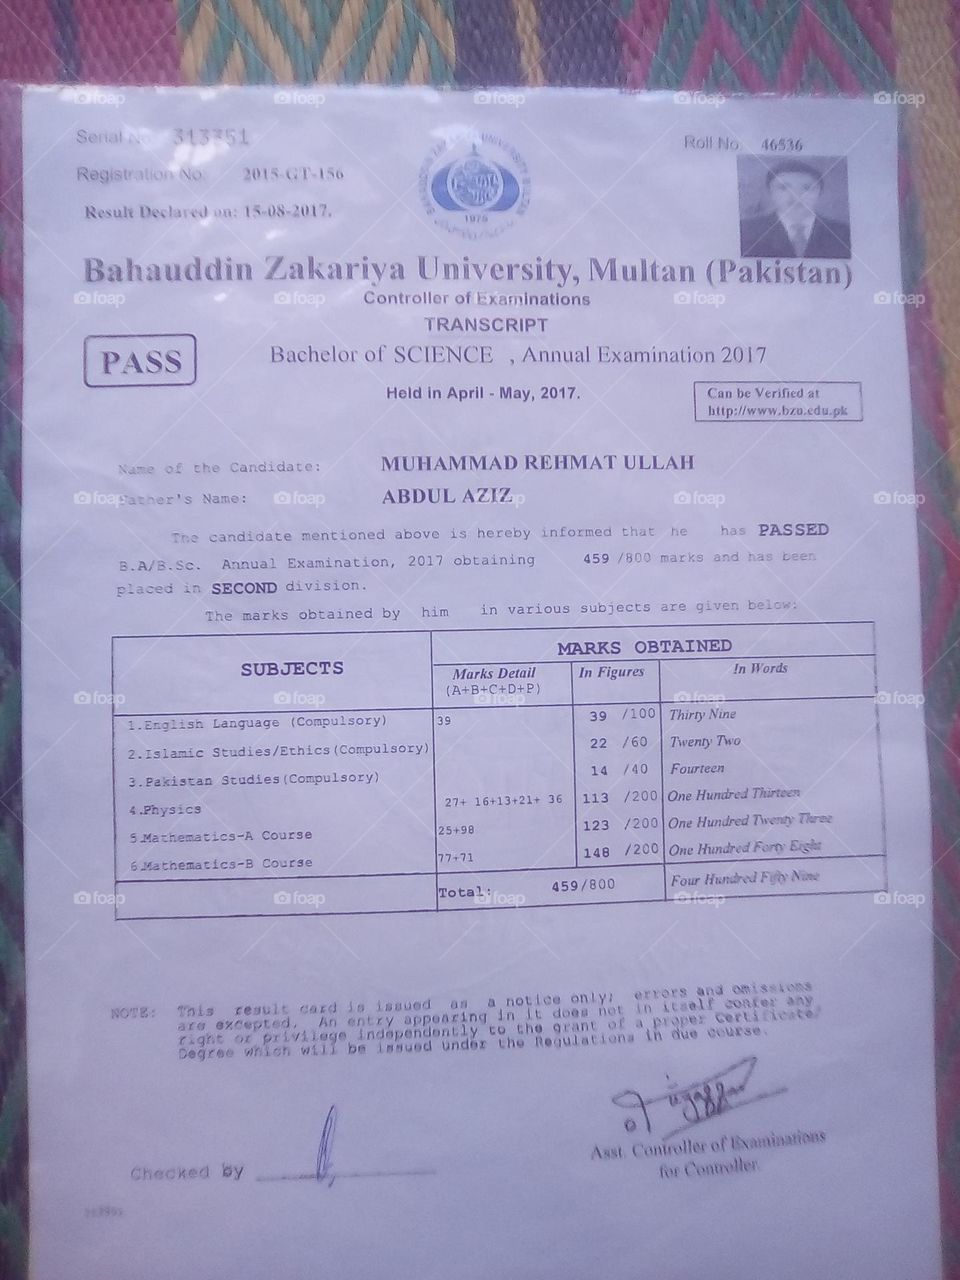 Serial No. 313351
Roll No. 46536
Registration No. 2015-GT-156
Result Declared on: 15-08-2017.
1975
Bahauddin Zakariya University, Multan (Pakistan)
Controller of Examinations
TRANSCRIPT
PASS
Bachelor of SCIENCE , Annual Examination 2017
Held in April - May, 2017.
Can be Verified at
http://www.bzu.edu.pk
Name of the Candidate: MUHAMMAD REHMAT ULLAH
Father's Name: ABDUL AZIZ
The candidate mentioned above is hereby informed that he has PASSED
B.A/B.Sc. Annual Examination, 2017 obtaining 459 /800 marks and has been
placed in SECOND division.
The marks obtained by him in various subjects are given below:
SUBJECTS MARKS OBTAINED
Marks Detail In Figures In Words
(A+B+C+D+P)
1.English Language (Compulsory) 39 39 /100 Thirty Nine
2.Islamic Studies/Ethics(Compulsory) 22 /60 Twenty Two
3.Pakistan Studies(Compulsory) 14 /40 Fourteen
4.Physics 27+ 16+13+21+ 36 113 /200 One Hundred Thirteen
5.Mathematics-A Course 25+98 123 /200 One Hundred Twenty Three
6.Mathematics-B Course 77+71 148 /200 One Hundred Forty Eight
Total: 459/800 Four Hundred Fifty Nine
NOTE: This result card is issued as a notice only; errors and omissions
are excepted. An entry appearing in it does not in itself confer any
right or privilege independently to the grant of a proper Certificate/
Degree which will be issued under the Regulations in due course.
Asst. Controller of Examinations
for Controller
Checked by
foap